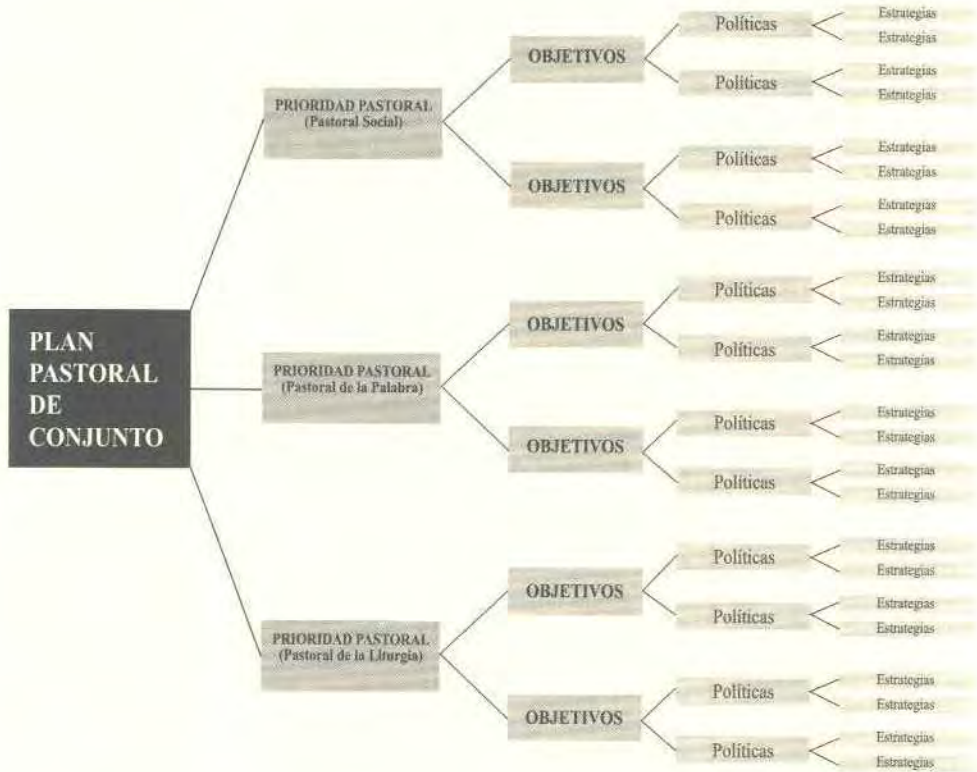 PLAN
PASTORAL
DE
CONJUNTO
PRIORIDAD PASTORAL
(Pastoral Social)
OBJETIVOS
Políticas
Estrategias
Estrategias
Políticas
Estrategias
Estrategias
OBJETIVOS
Políticas
Estrategias
Estrategias
Políticas
Estrategias
Estrategias
PRIORIDAD PASTORAL
(Pastoral de la Palabra)
OBJETIVOS
Políticas
Estrategias
Estrategias
Políticas
Estrategias
Estrategias
OBJETIVOS
Políticas
Estrategias
Estrategias
Políticas
Estrategias
Estrategias
PRIORIDAD PASTORAL
(Pastoral de la Liturgia)
OBJETIVOS
Políticas
Estrategias
Estrategias
Políticas
Estrategias
Estrategias
OBJETIVOS
Políticas
Estrategias
Estrategias
Políticas
Estrategias
Estrategias